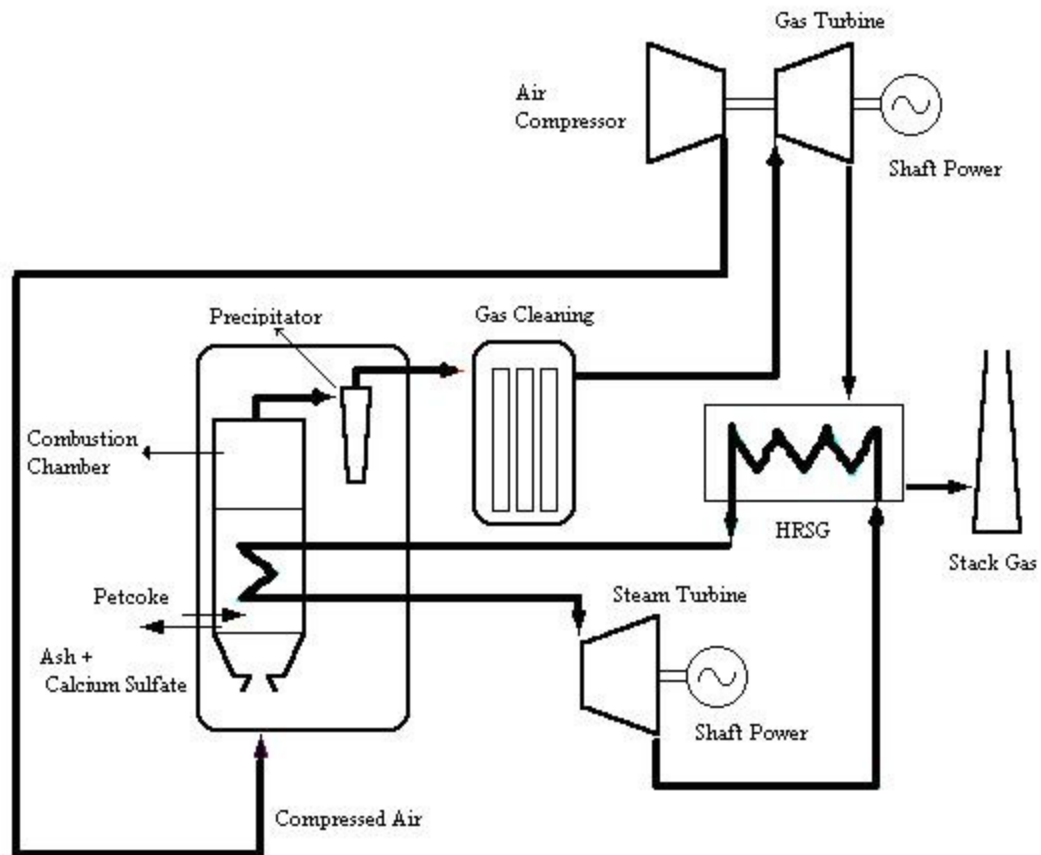 Gas Turbine
Air
Compressor
Shaft Power
Precipitator
Gas Cleaning
Combustion
Chamber
HRSG
Stack Gas
Petcoke
Steam Turbine
Ash +
Calcium Sulfate
Shaft Power
Compressed Air